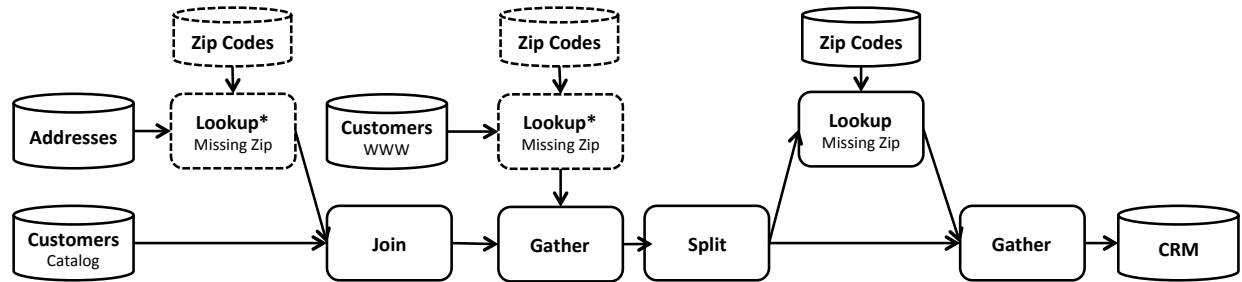 Zip Codes
Zip Codes
Zip Codes
Addresses
Lookup*
Missing Zip
Customers
WWW
Lookup*
Missing Zip
Lookup
Missing Zip
Customers
Catalog
Join
Gather
Split
Gather
CRM